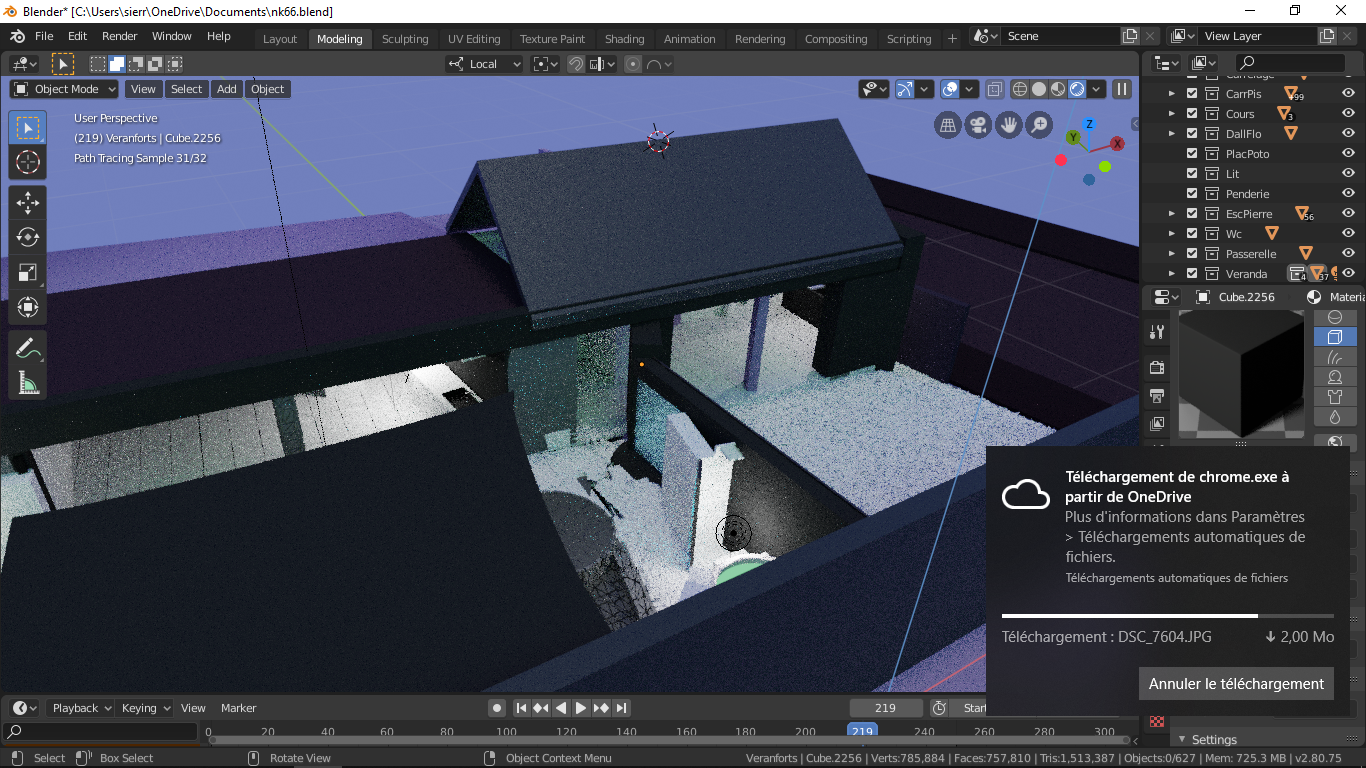 Blender* [C:\Users\sierr\OneDrive\Documents\nk66.blend]
File Edit Render Window Help
Layout Modeling Sculpting UV Editing Texture Paint Shading Animation Rendering Compositing Scripting +
Scene
View Layer
Local
Object Mode View Select Add Object
User Perspective
(219) Veranforts | Cube.2256
Path Tracing Sample 31/32
Z
Y
X
CarrPis 99
Cours 3
DallFlo
PlacPoto
Lit
Penderie
EscPierre 56
Wc
Passerelle
Veranda 4 37
Cube.2256
Materi
Téléchargement de chrome.exe à
partir de OneDrive
Plus d'informations dans Paramètres
> Téléchargements automatiques de
fichiers.
Téléchargements automatiques de fichiers
Téléchargement : DSC_7604.JPG 2,00 Mo
Annuler le téléchargement
Playback Keying View Marker
219
Start
0 20 40 60 80 100 120 140 160 180 200 219 240 260 280 300
Settings
Select Box Select Rotate View Object Context Menu
Veranforts | Cube.2256 | Verts:785,884 | Faces:757,810 | Tris:1,513,387 | Objects:0/627 | Mem: 725.3 MB | v2.80.75